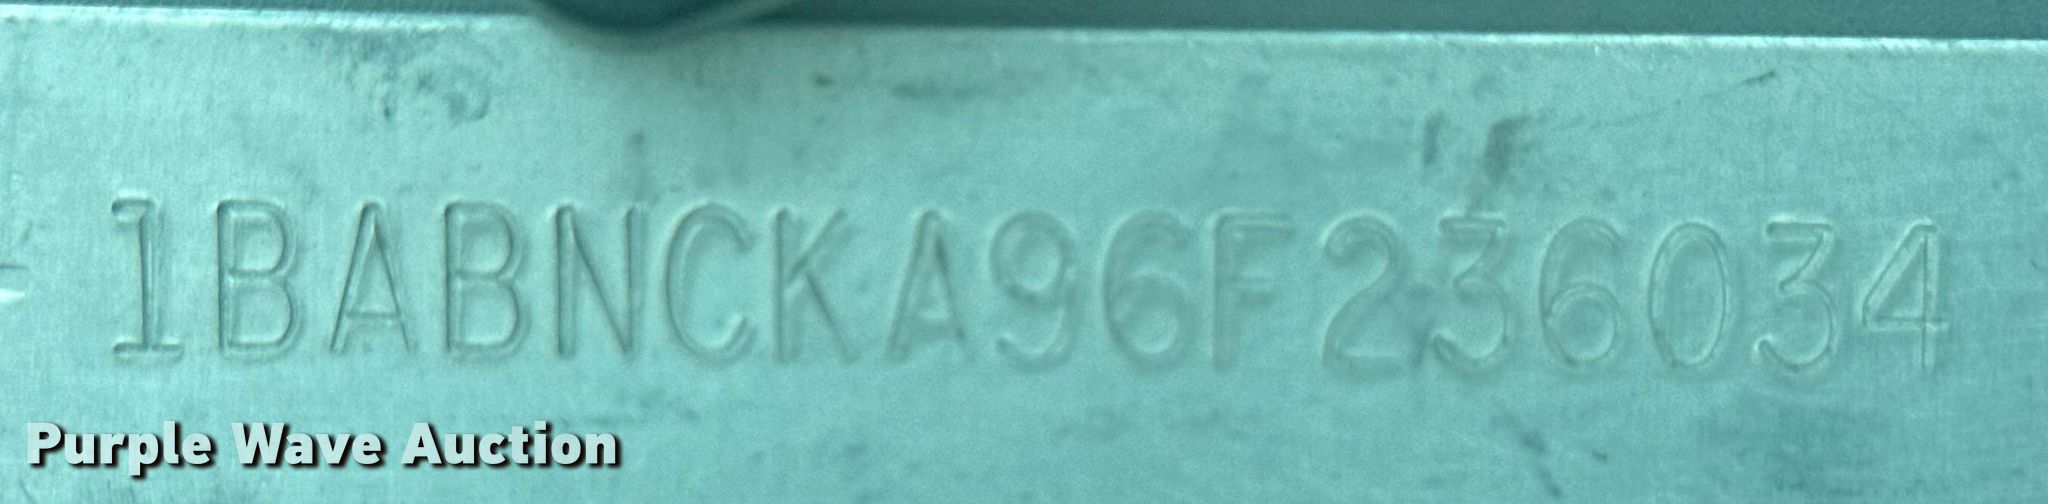 1BABNCKA96F236034
Purple Wave Auction